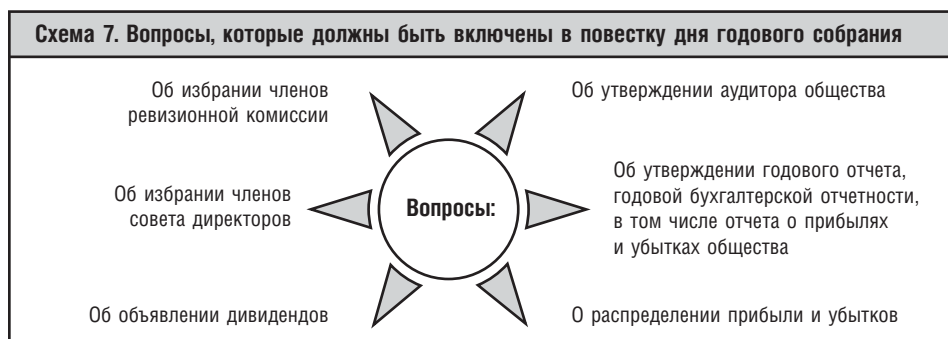 Схема 7. Вопросы, которые должны быть включены в повестку дня годового собрания
Об избрании членов
ревизионной комиссии
Об утверждении аудитора общества
Об избрании членов
совета директоров
Вопросы:
Об утверждении годового отчета,
годовой бухгалтерской отчетности,
в том числе отчета о прибылях
и убытках общества
Об объявлении дивидендов
О распределении прибыли и убытков